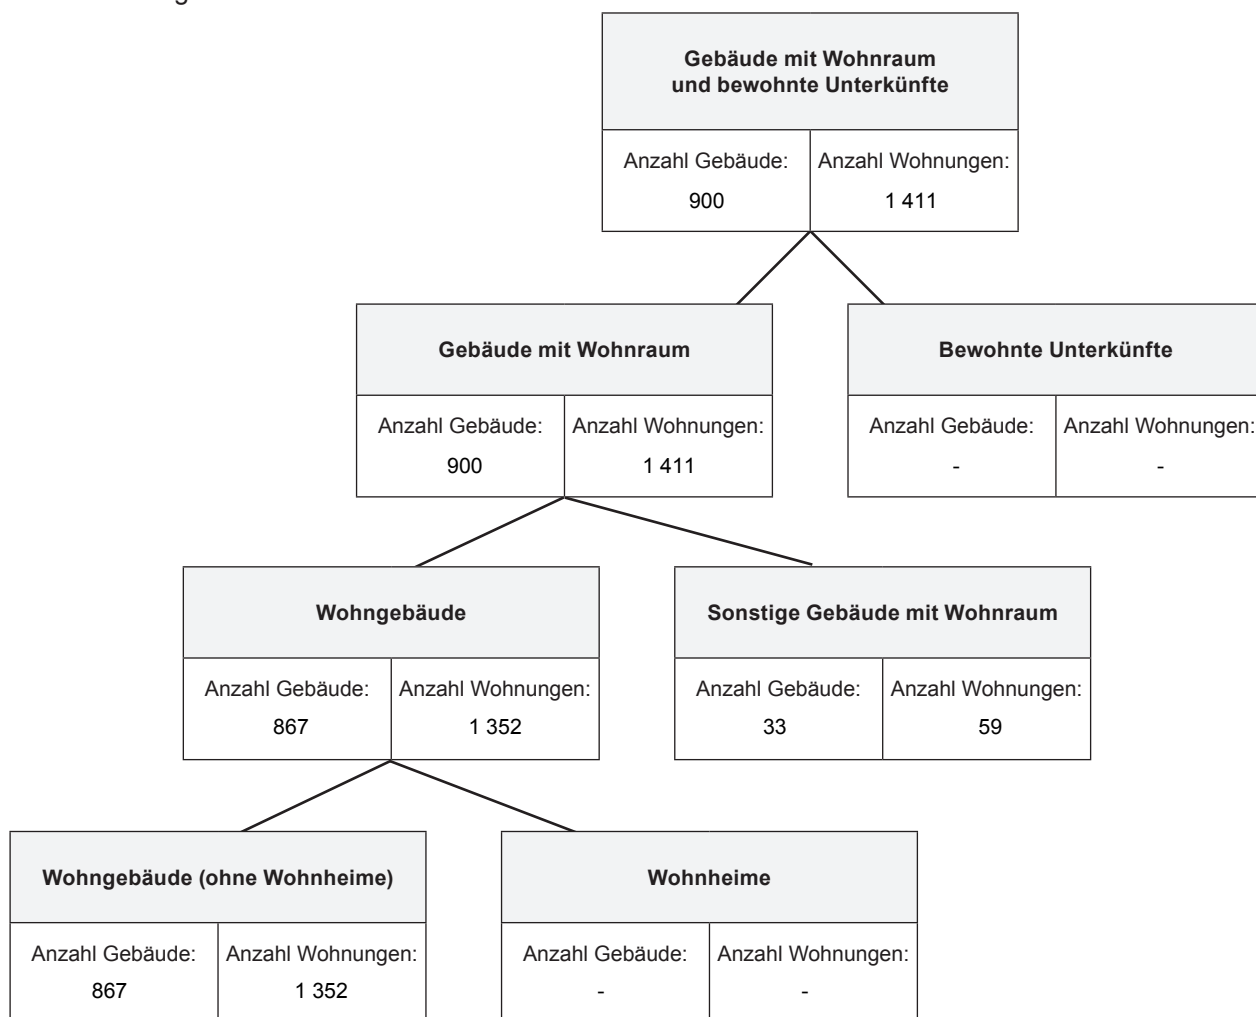 Gebäude mit Wohnraum
und bewohnte Unterkünfte
Anzahl Gebäude: Anzahl Wohnungen:
900 1 411
Gebäude mit Wohnraum
Bewohnte Unterkünfte
Anzahl Gebäude: Anzahl Wohnungen:
900 1 411
Anzahl Gebäude: Anzahl Wohnungen:
- -
Wohngebäude
Sonstige Gebäude mit Wohnraum
Anzahl Gebäude: Anzahl Wohnungen:
867 1 352
Anzahl Gebäude: Anzahl Wohnungen:
33 59
Wohngebäude (ohne Wohnheime)
Wohnheime
Anzahl Gebäude: Anzahl Wohnungen:
867 1 352
Anzahl Gebäude: Anzahl Wohnungen:
- -